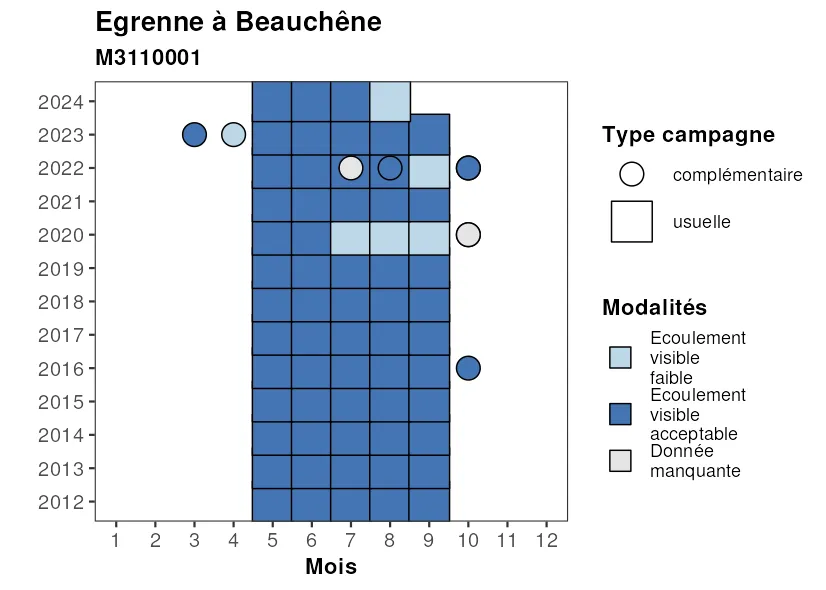 Egrenne à Beauchêne
M3110001
2024
2023
2022
2021
2020
2019
2018
2017
2016
2015
2014
2013
2012
1 2 3 4 5 6 7 8 9 10 11 12
Mois
Type campagne
complémentaire
usuelle
Modalités
Ecoulement
visible
faible
Ecoulement
visible
acceptable
Donnée
manquante